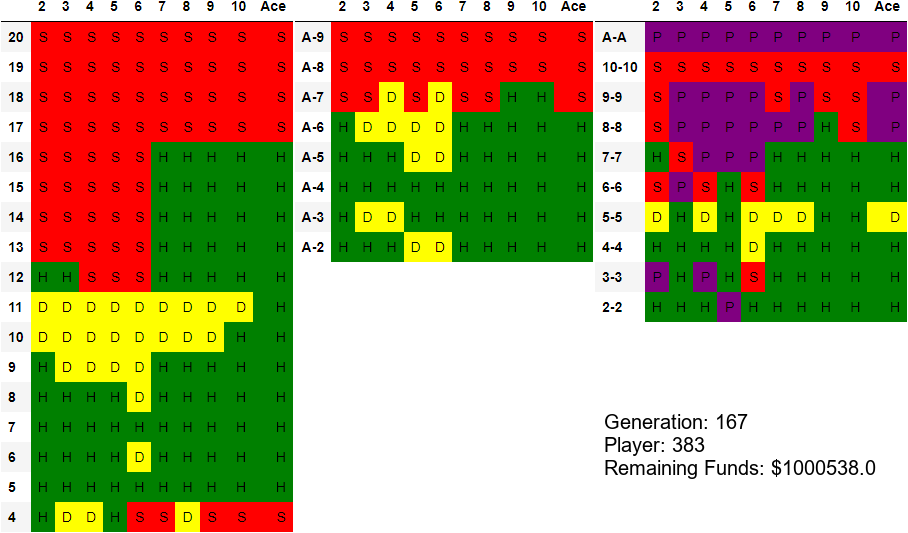 2 3 4 5 6 7 8 9 10 Ace
20 S S S S S S S S S S
19 S S S S S S S S S S
18 S S S S S S S S S S
17 S S S S S S S S S S
16 S S S S S H H H H H
15 S S S S S H H H H H
14 S S S S S H H H H H
13 S S S S S H H H H H
12 H H S S S H H H H H
11 D D D D D D D D D H
10 D D D D D D D D H H
9 H D D D D H H H H H
8 H H H H D H H H H H
7 H H H H H H H H H H
6 H H H H D H H H H H
5 H H H H H H H H H H
4 H D D H S S D S S S
2 3 4 5 6 7 8 9 10 Ace
A-9 S S S S S S S S S S
A-8 S S S S S S S S S S
A-7 S S D S D S S H H S
A-6 H D D D D H H H H H
A-5 H H H D D H H H H H
A-4 H H H H H H H H H H
A-3 H D D H H H H H H H
A-2 H H H D D H H H H H
2 3 4 5 6 7 8 9 10 Ace
A-A P P P P P P P P P P
10-10 S S S S S S S S S S
9-9 S P P P P S P S S P
8-8 S P P P P P P H S P
7-7 H S P P P H H H H H
6-6 S P S H S H H H H H
5-5 D H D H D D D H H D
4-4 H H H H D H H H H H
3-3 P H P H S H H H H H
2-2 H H H P H H H H H H
Generation: 167
Player: 383
Remaining Funds: $1000538.0